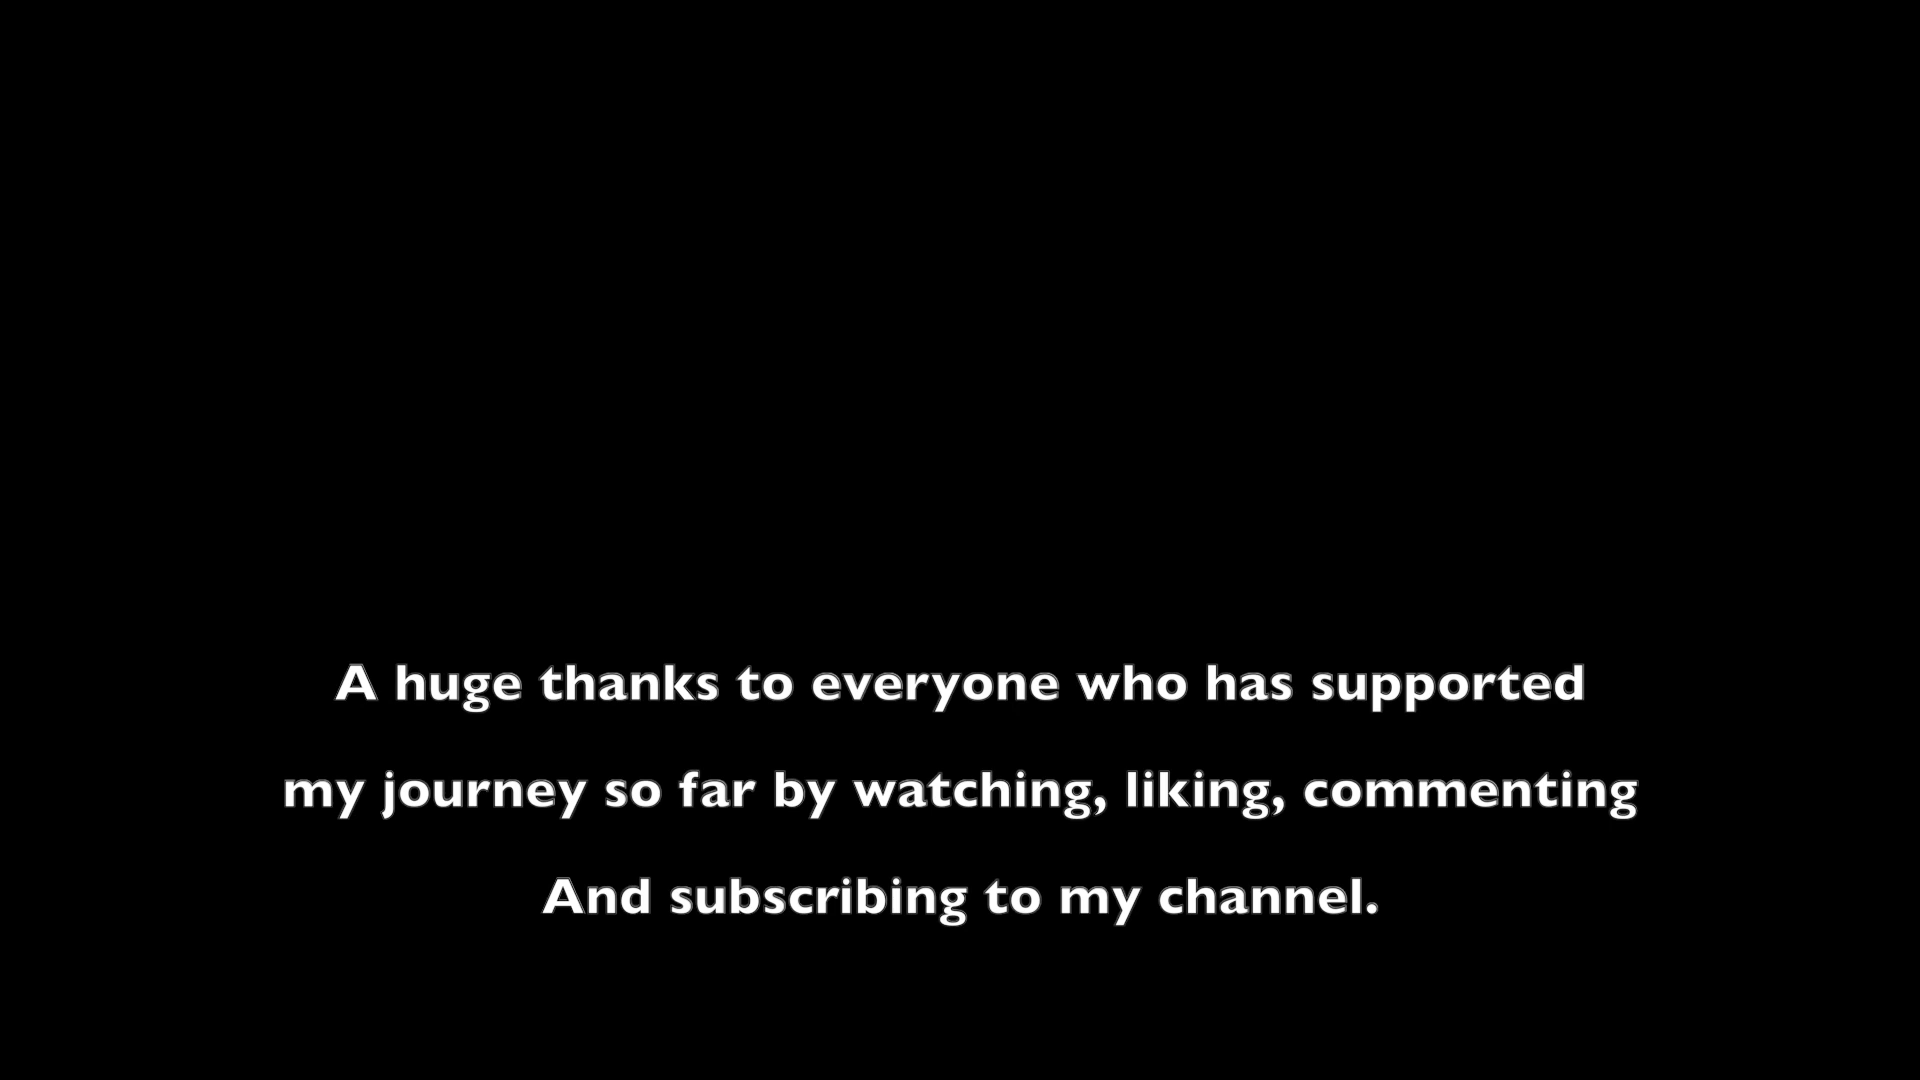 A huge thanks to everyone who has supported
my journey so far by watching, liking, commenting
And subscribing to my channel.